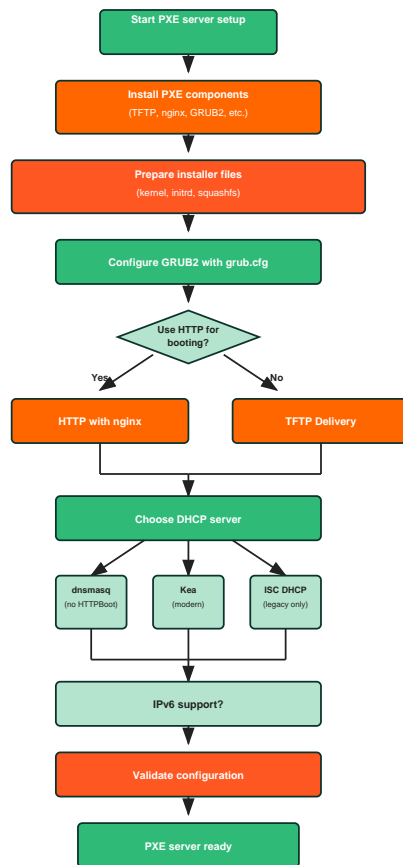 Start PXE server setup
Install PXE components
(TFTP, nginx, GRUB2, etc.)
Prepare installer files
(kernel, initrd, squashfs)
Configure GRUB2 with grub.cfg
Use HTTP for
booting?
Yes
No
HTTP with nginx
TFTP Delivery
Choose DHCP server
dnsmasq
(no HTTPBoot)
Kea
(modern)
ISC DHCP
(legacy only)
IPv6 support?
Validate configuration
PXE server ready